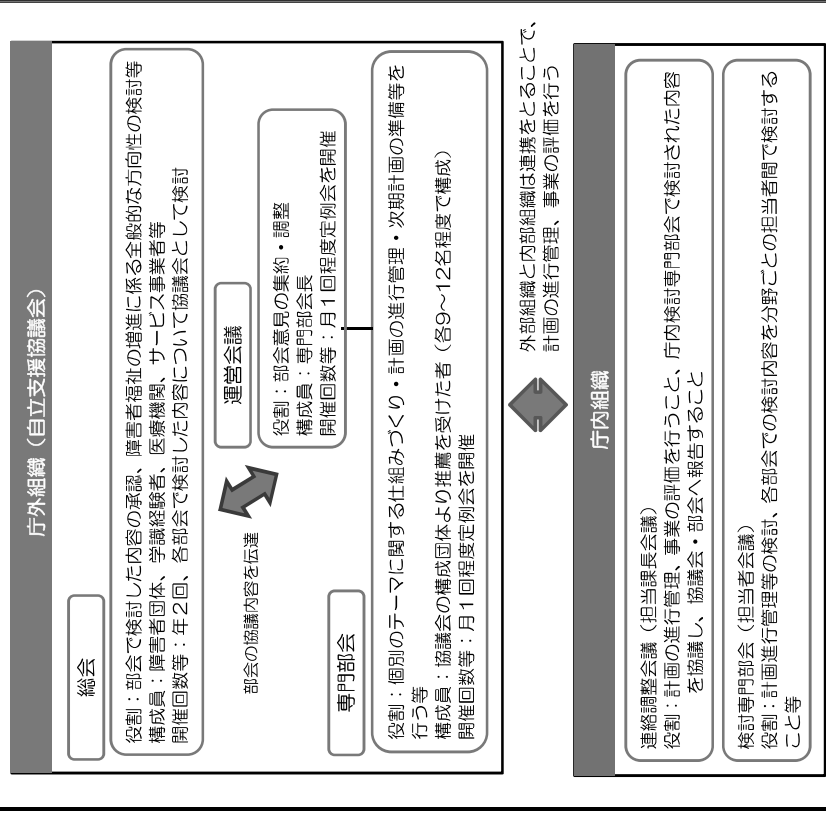 庁外組織（自立支援協議会）
総会
役割：部会で検討した内容の承認、障害者福祉の増進に係る全般的な方向性の検討等
構成員：障害者団体、学識経験者、医療機関、サービス事業者等
開催回数等：年２回、各部会で検討した内容について協議会として検討
部会の協議内容を伝達
運営会議
役割：部会意見の集約・調整
構成員：専門部会長
開催回数等：月１回程度定例会を開催
専門部会
役割：個別のテーマに関する仕組みづくり・計画の進行管理・次期計画の準備等を
行う等
構成員：協議会の構成団体より推薦を受けた者（各9～12名程度で構成）
開催回数等：月１回程度定例会を開催
外部組織と内部組織は連携をとることで、
計画の進行管理、事業の評価を行う
庁内組織
連絡調整会議（担当課長会議）
役割：計画の進行管理、事業の評価を行うこと、庁内検討専門部会で検討された内容
を協議し、協議会・部会へ報告すること
検討専門部会（担当者会議）
役割：計画進行管理等の検討、各部会での検討内容を分野ごとの担当者間で検討する
こと等